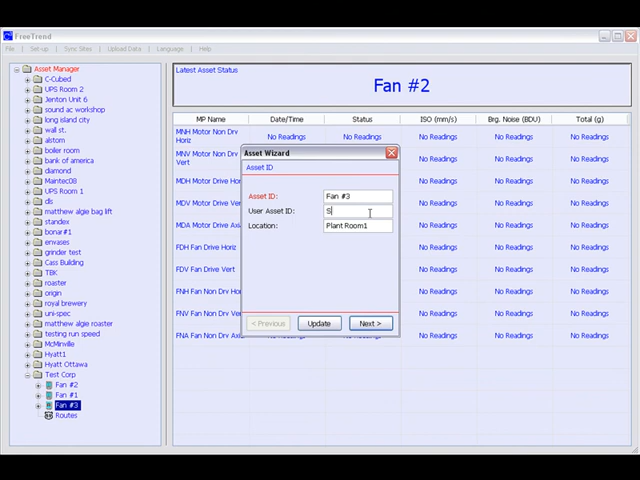 FreeTrend
File Set-up Sync Sites Upload Data Language Help
Asset Manager
C-Cubed
UPS Room 2
Jenton Unit 6
sound ac workshop
long island city
wall st.
alstom
boiler room
bank of america
diamond
MaintecOB
UPS Room 1
dls
matthew algie bag lift
standex
bonar#1
envases
grinder test
Cass Building
TBK
roaster
origin
royal brewery
uni-spec
matthew algie roaster
testing run speed
McMinville
Hyatt1
Hyatt Ottawa
Test Corp
Fan #2
Fan #1
Fan #3
Routes
Latest Asset Status
Fan #2
MP Name Date/Time Status ISO (mm/s) Brg. Noise (BDU) Total (g)
MNH Motor Non Drv Horiz No Readings No Readings No Readings No Readings No Readings
MNV Motor Non Drv Vert No Readings No Readings No Readings
MDH Motor Drive Hor No Readings No Readings No Readings
MDV Motor Drive Ver No Readings No Readings No Readings
MDA Motor Drive Axi No Readings No Readings No Readings
FDH Fan Drive Horiz No Readings No Readings No Readings
FDV Fan Drive Vert No Readings No Readings No Readings
FNH Fan Non Drv Ho No Readings No Readings No Readings
FNV Fan Non Drv Ver No Readings No Readings No Readings
FNA Fan Non Drv Axi No Readings No Readings No Readings
Asset Wizard
Asset ID
Asset ID: Fan #3
User Asset ID: S
Location: Plant Room1
< Previous Update Next >